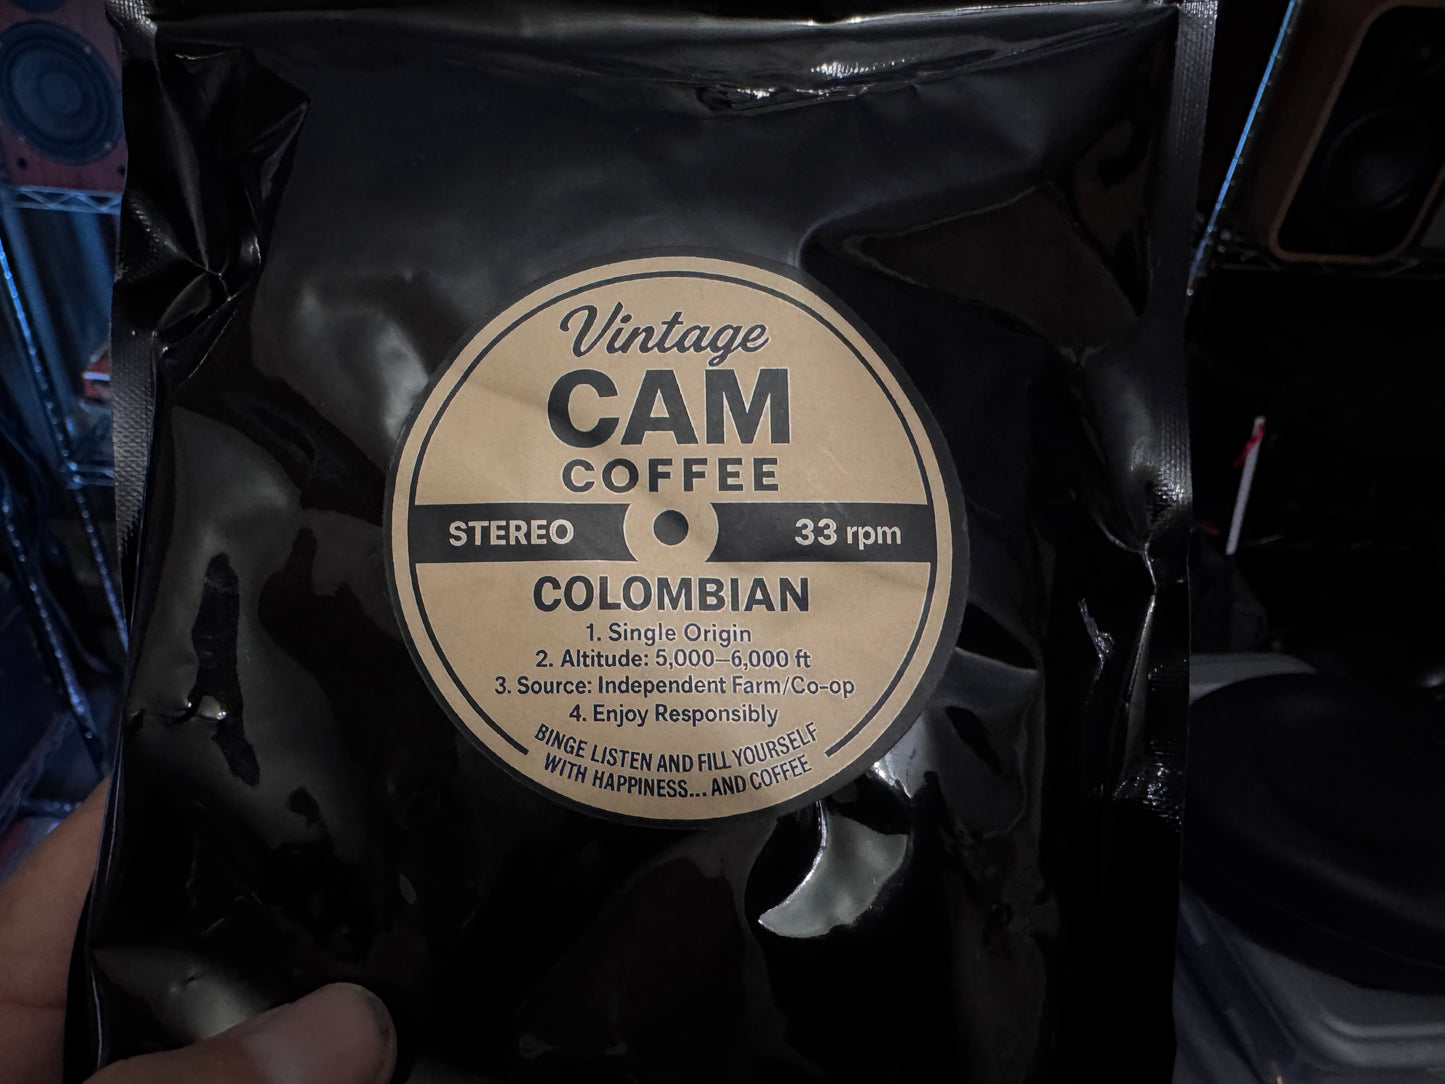 Vintage
CAM
COFFEE
STEREO 33 rpm
COLOMBIAN
1. Single Origin
2. Altitude: 5,000–6,000 ft
3. Source: Independent Farm/Co-op
4. Enjoy Responsibly
BINGE LISTEN AND FILL YOURSELF
WITH HAPPINESS... AND COFFEE